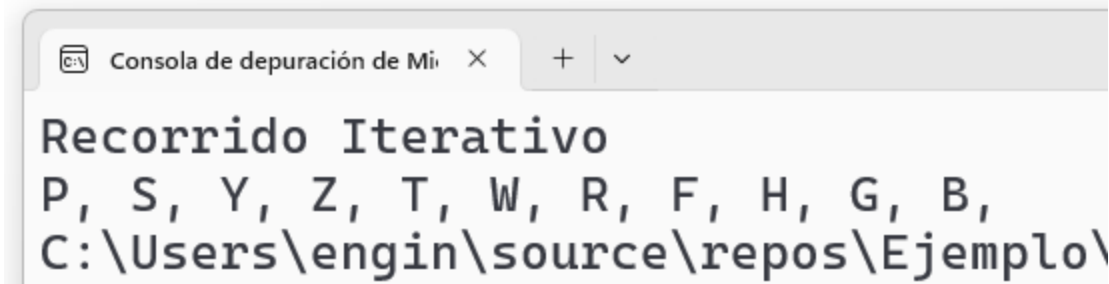 Consola de depuración de Mi
Recorrido Iterativo
P, S, Y, Z, T, W, R, F, H, G, B,
C:\Users\engin\source\repos\Ejemplo\